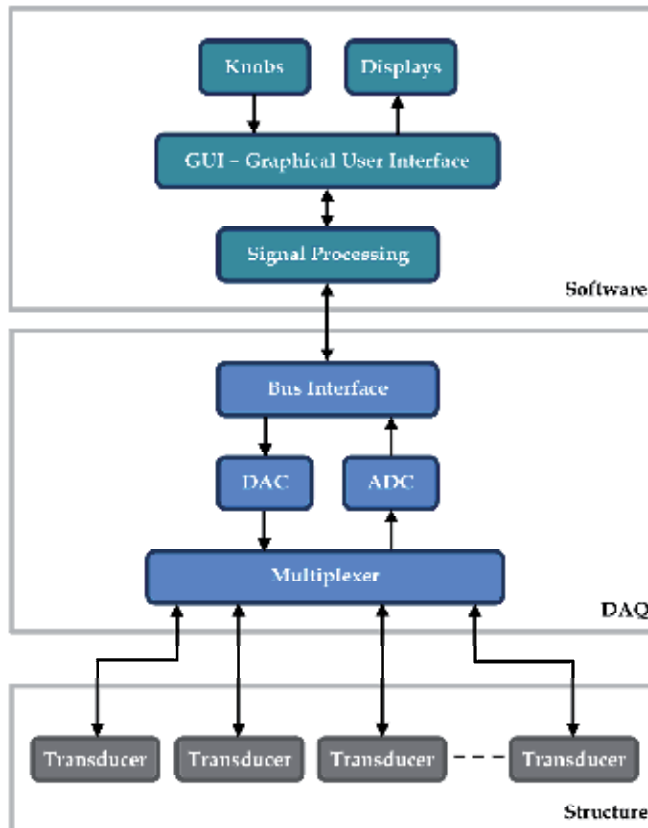 Knobs
Displays
GUI – Graphical User Interface
Signal Processing
Software
Bus Interface
DAC
ADC
Multiplexer
DAQ
Transducer
Transducer
Transducer
Transducer
Structure